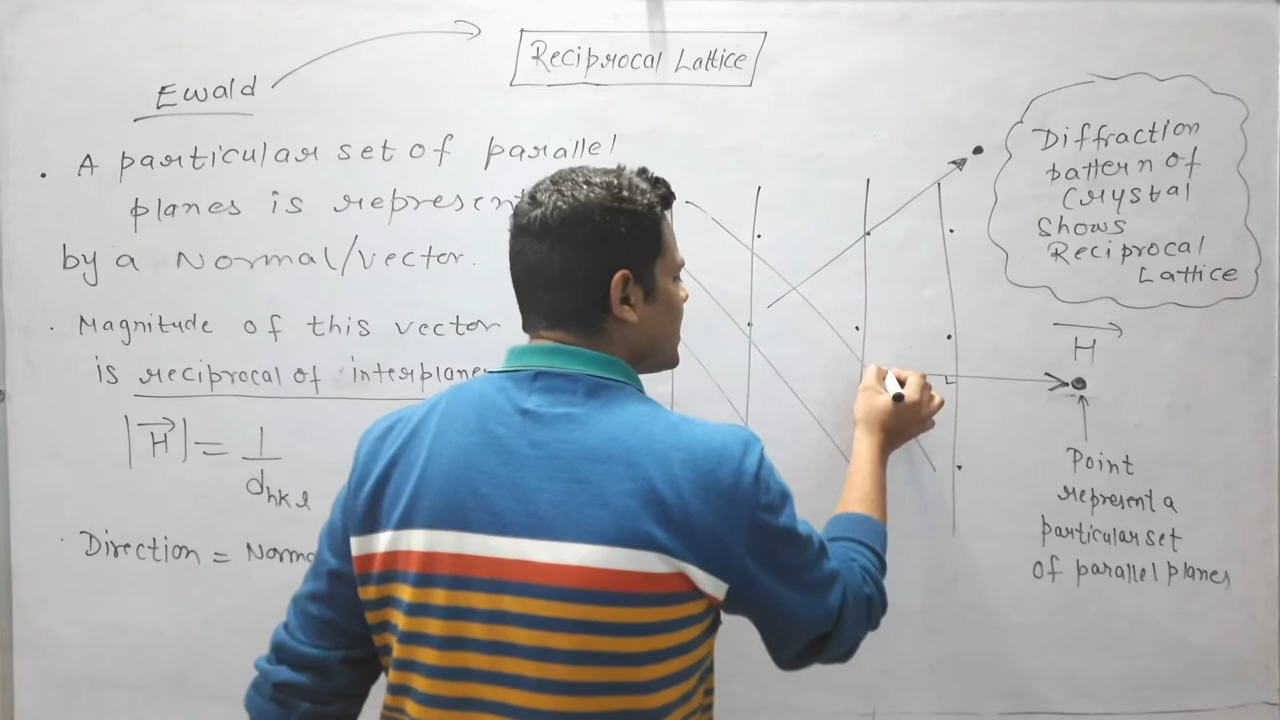 Reciprocal Lattice
Ewald
. A particular set of parallel
planes is represent
by a Normal/vector.
. Magnitude of this vector
is reciprocal of interplane
|H| = 1
dhkl
. Direction = Norma
Diffraction
pattern of
Crystal
shows
Reciprocal
Lattice
H
Point
represent a
particular set
of parallel planes